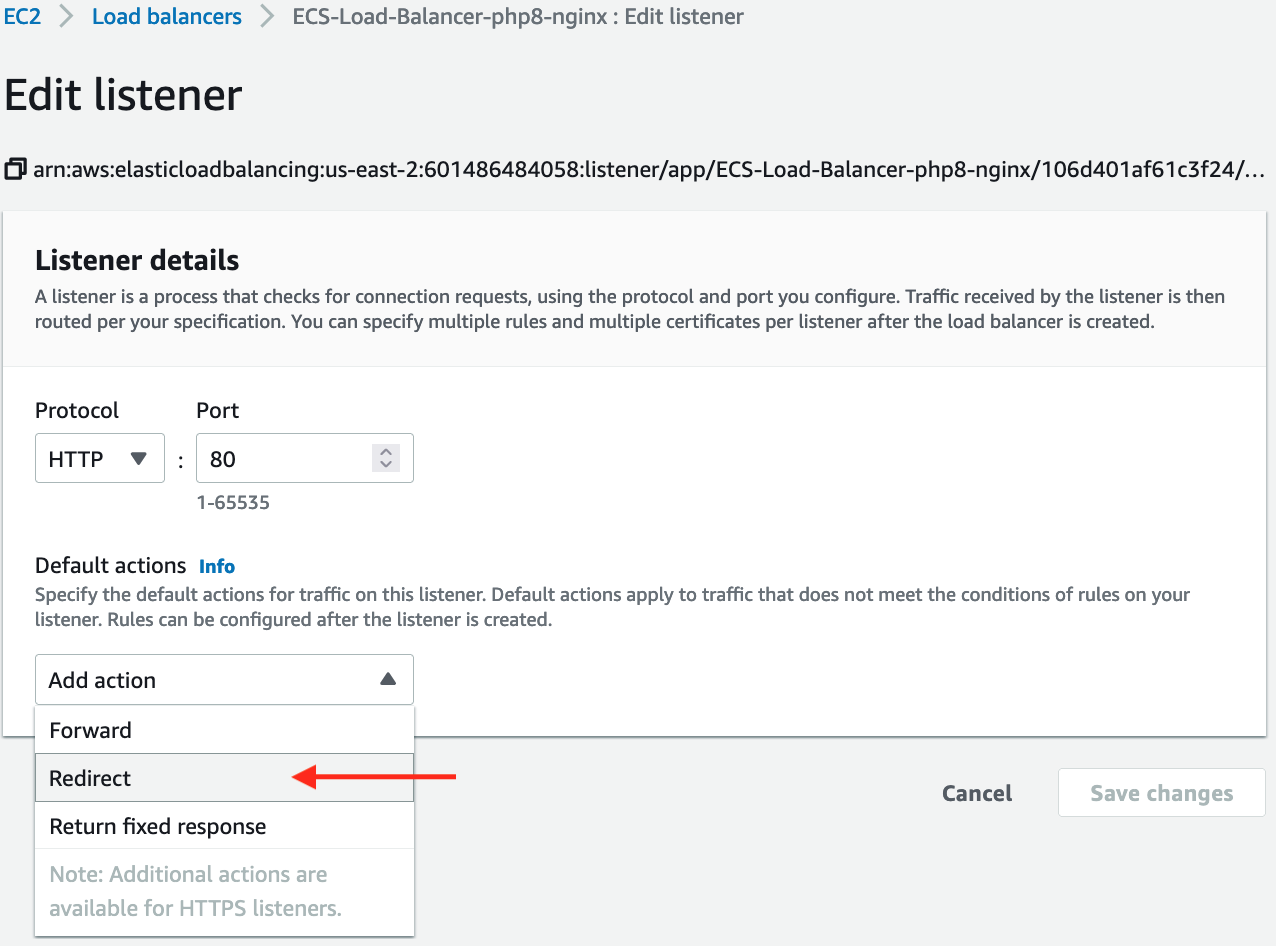 EC2 > Load balancers > ECS-Load-Balancer-php8-nginx : Edit listener
Edit listener
arn:aws:elasticloadbalancing:us-east-2:601486484058:listener/app/ECS-Load-Balancer-php8-nginx/106d401af61c3f24/...
Listener details
A listener is a process that checks for connection requests, using the protocol and port you configure. Traffic received by the listener is then
routed per your specification. You can specify multiple rules and multiple certificates per listener after the load balancer is created.
Protocol Port
HTTP : 80
1-65535
Default actions Info
Specify the default actions for traffic on this listener. Default actions apply to traffic that does not meet the conditions of rules on your
listener. Rules can be configured after the listener is created.
Add action
Forward
Redirect
Return fixed response
Note: Additional actions are
available for HTTPS listeners.
Cancel Save changes